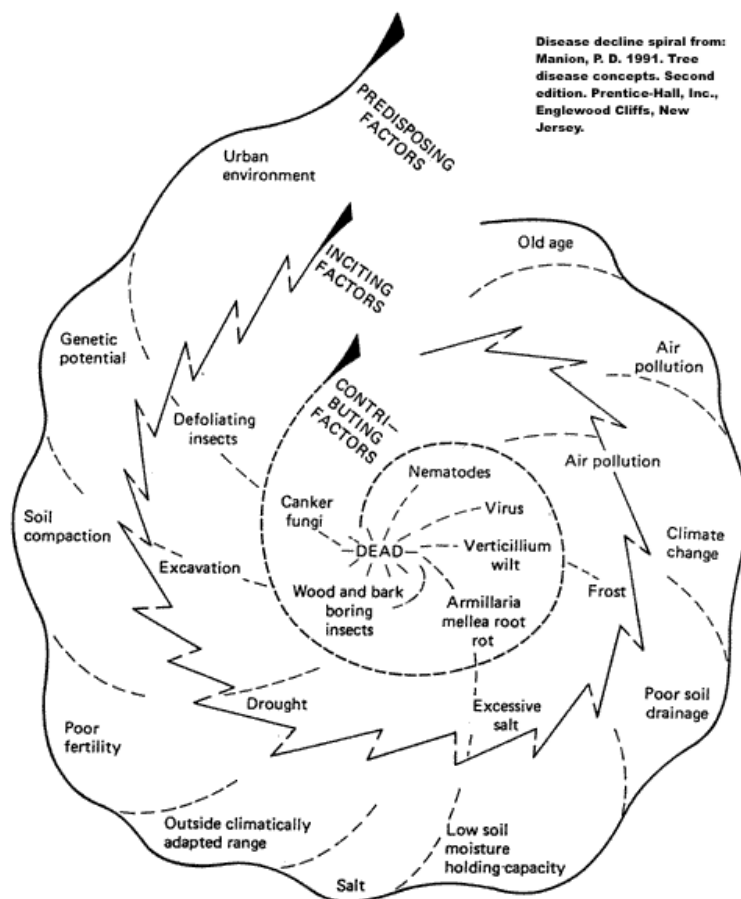 Disease decline spiral from:
Manion, P. D. 1991. Tree
disease concepts. Second
edition. Prentice-Hall, Inc.,
Englewood Cliffs, New
Jersey.
PREDISPOSING
FACTORS
Urban
environment
INCITING
FACTORS
Old age
Genetic
potential
Air
pollution
CONTRI-
BUTING
FACTORS
Defoliating
insects
Air pollution
Nematodes
Canker
fungi
Virus
Soil
compaction
Climate
change
DEAD
Verticillium
wilt
Excavation
Frost
Wood and bark
boring
insects
Armillaria
mellea root
rot
Drought
Excessive
salt
Poor soil
drainage
Poor
fertility
Outside climatically
adapted range
Low soil
moisture
holding-capacity
Salt